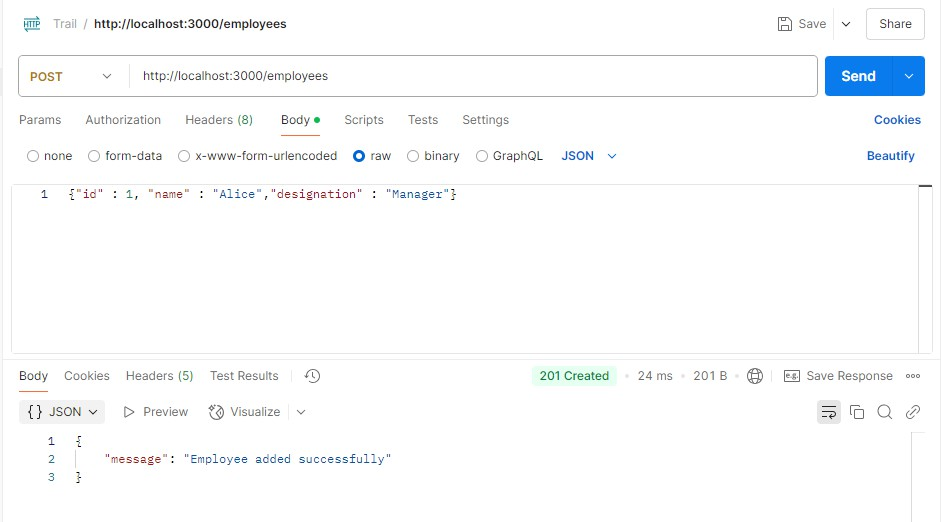 HTTP Trail / http://localhost:3000/employees Save Share
POST http://localhost:3000/employees Send
Params Authorization Headers (8) Body Scripts Tests Settings Cookies
none form-data x-www-form-urlencoded raw binary GraphQL JSON Beautify
1 {"id" : 1, "name" : "Alice","designation" : "Manager"}
Body Cookies Headers (5) Test Results 201 Created • 24 ms • 201 B • e.g. Save Response
{} JSON Preview Visualize
1 {
2 "message": "Employee added successfully"
3 }